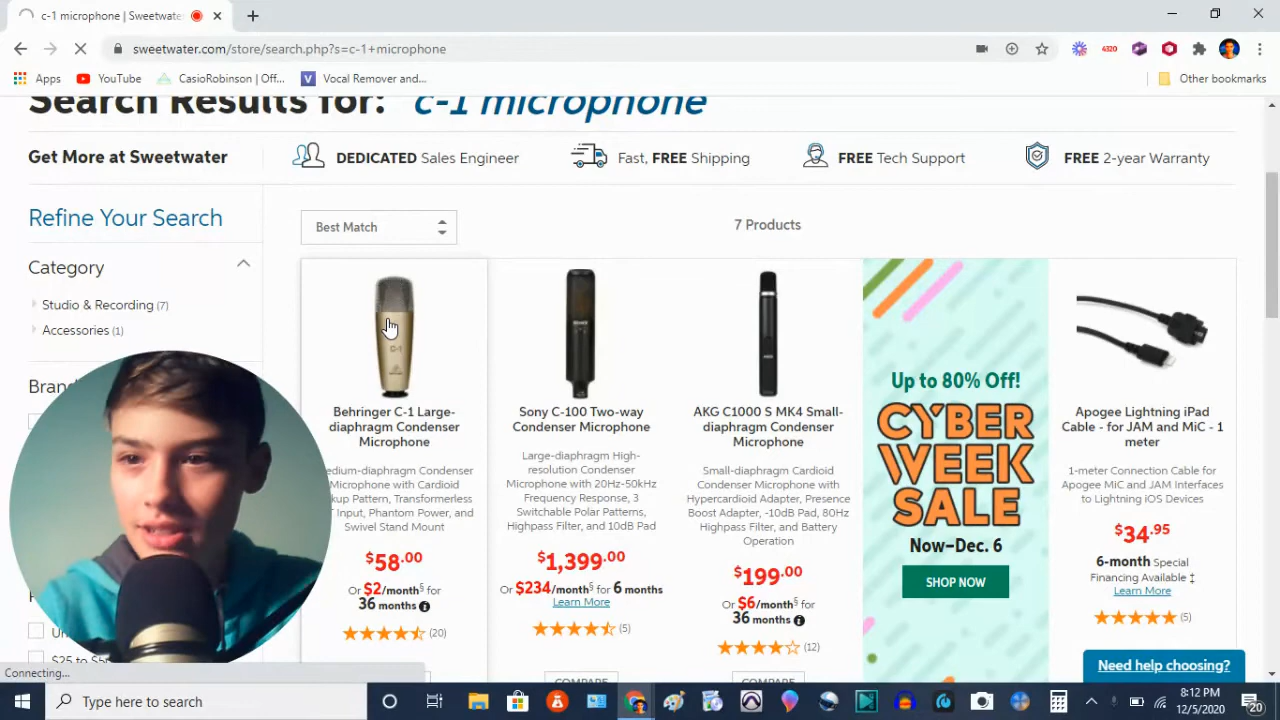 c-1 microphone | Sweetwate
sweetwater.com/store/search.php?s=c-1+microphone
4320
Apps
YouTube
CasioRobinson | Off...
Vocal Remover and...
Other bookmarks
Search Results for: c-1 microphone
Get More at Sweetwater
DEDICATED Sales Engineer
Fast, FREE Shipping
FREE Tech Support
FREE 2-year Warranty
Refine Your Search
Best Match
7 Products
Category
Studio & Recording (7)
Accessories (1)
Bran
C-1
Behringer C-1 Large-
diaphragm Condenser
Microphone
edium-diaphragm Condenser
Microphone with Cardioid
kup Pattern, Transformerless
Input, Phantom Power, and
Swivel Stand Mount
$58.00
Or $2/month§ for
36 months
(20)
Sony C-100 Two-way
Condenser Microphone
Large-diaphragm High-
resolution Condenser
Microphone with 20Hz-50kHz
Frequency Response, 3
Switchable Polar Patterns,
Highpass Filter, and 10dB Pad
$1,399.00
Or $234/month§ for 6 months
Learn More
(5)
COMPARE
AKG C1000 S MK4 Small-
diaphragm Condenser
Microphone
Small-diaphragm Cardioid
Condenser Microphone with
Hypercardioid Adapter, Presence
Boost Adapter, -10dB Pad, 80Hz
Highpass Filter, and Battery
Operation
$199.00
Or $6/month§ for
36 months
(12)
COMPARE
Up to 80% Off!
CYBER
WEEK
SALE
Now–Dec. 6
SHOP NOW
Apogee Lightning iPad
Cable - for JAM and MiC - 1
meter
1-meter Connection Cable for
Apogee MiC and JAM Interfaces
to Lightning iOS Devices
$34.95
6-month Special
Financing Available ‡
Learn More
(5)
$25 to
Need help choosing?
Connecting...
Type here to search
8:12 PM
12/5/2020
20